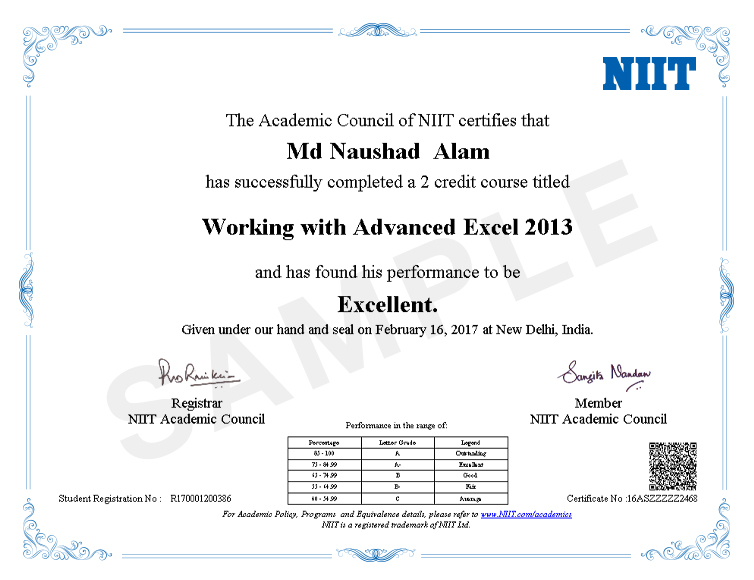 NIIT
The Academic Council of NIIT certifies that
Md Naushad Alam
has successfully completed a 2 credit course titled
Working with Advanced Excel 2013
and has found his performance to be
Excellent.
Given under our hand and seal on February 16, 2017 at New Delhi, India.
SAMPLE
Sangita Nandan
Registrar
NIIT Academic Council
Member
NIIT Academic Council
Performance in the range of:
Percentage Letter Grade Legend
85 - 100 A Outstanding
75 - 84.99 A- Excellent
65 - 74.99 B Good
55 - 64.99 B- Fair
C Average
Student Registration No : R170001200386
Certificate No :16ASZZZZZZ2468
For Academic Policy, Programs and Equivalence details, please refer to www.NIIT.com/academics
NIIT is a registered trademark of NIIT Ltd.